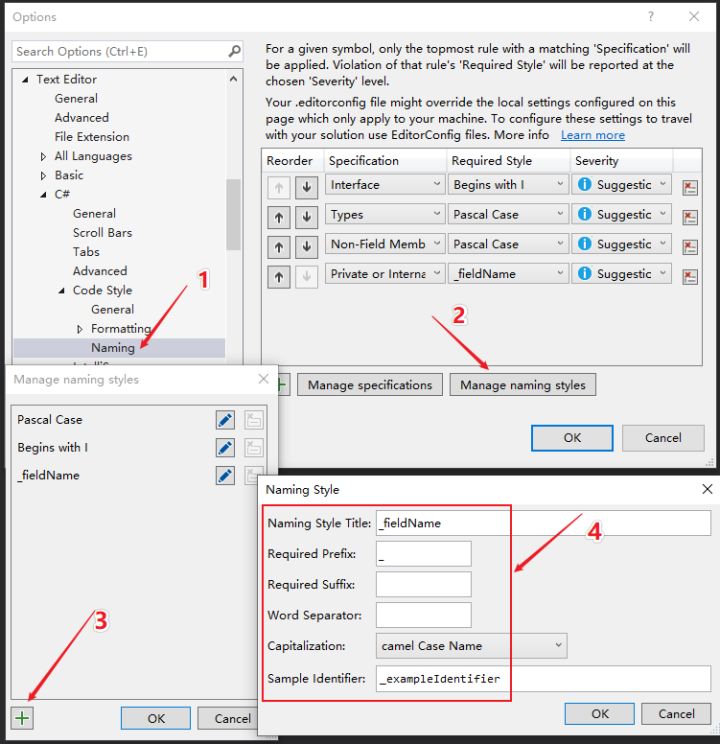 Options
Search Options (Ctrl+E)
Text Editor
General
Advanced
File Extension
All Languages
Basic
C#
General
Scroll Bars
Tabs
Advanced
Code Style
General
Formatting
Naming
1
For a given symbol, only the topmost rule with a matching 'Specification' will
be applied. Violation of that rule's 'Required Style' will be reported at the
chosen 'Severity' level.
Your .editorconfig file might override the local settings configured on this
page which only apply to your machine. To configure these settings to travel
with your solution use EditorConfig files. More info Learn more
Reorder Specification Required Style Severity
Interface Begins with I Suggestic
Types Pascal Case Suggestic
Non-Field Memb Pascal Case Suggestic
Private or Interna _fieldName Suggestic
2
Manage specifications Manage naming styles
OK Cancel
Manage naming styles
Pascal Case
Begins with I
_fieldName
3
OK Cancel
Naming Style
Naming Style Title: _fieldName
Required Prefix: _
Required Suffix:
Word Separator:
Capitalization: camel Case Name
Sample Identifier: _exampleIdentifier
4
OK Cancel